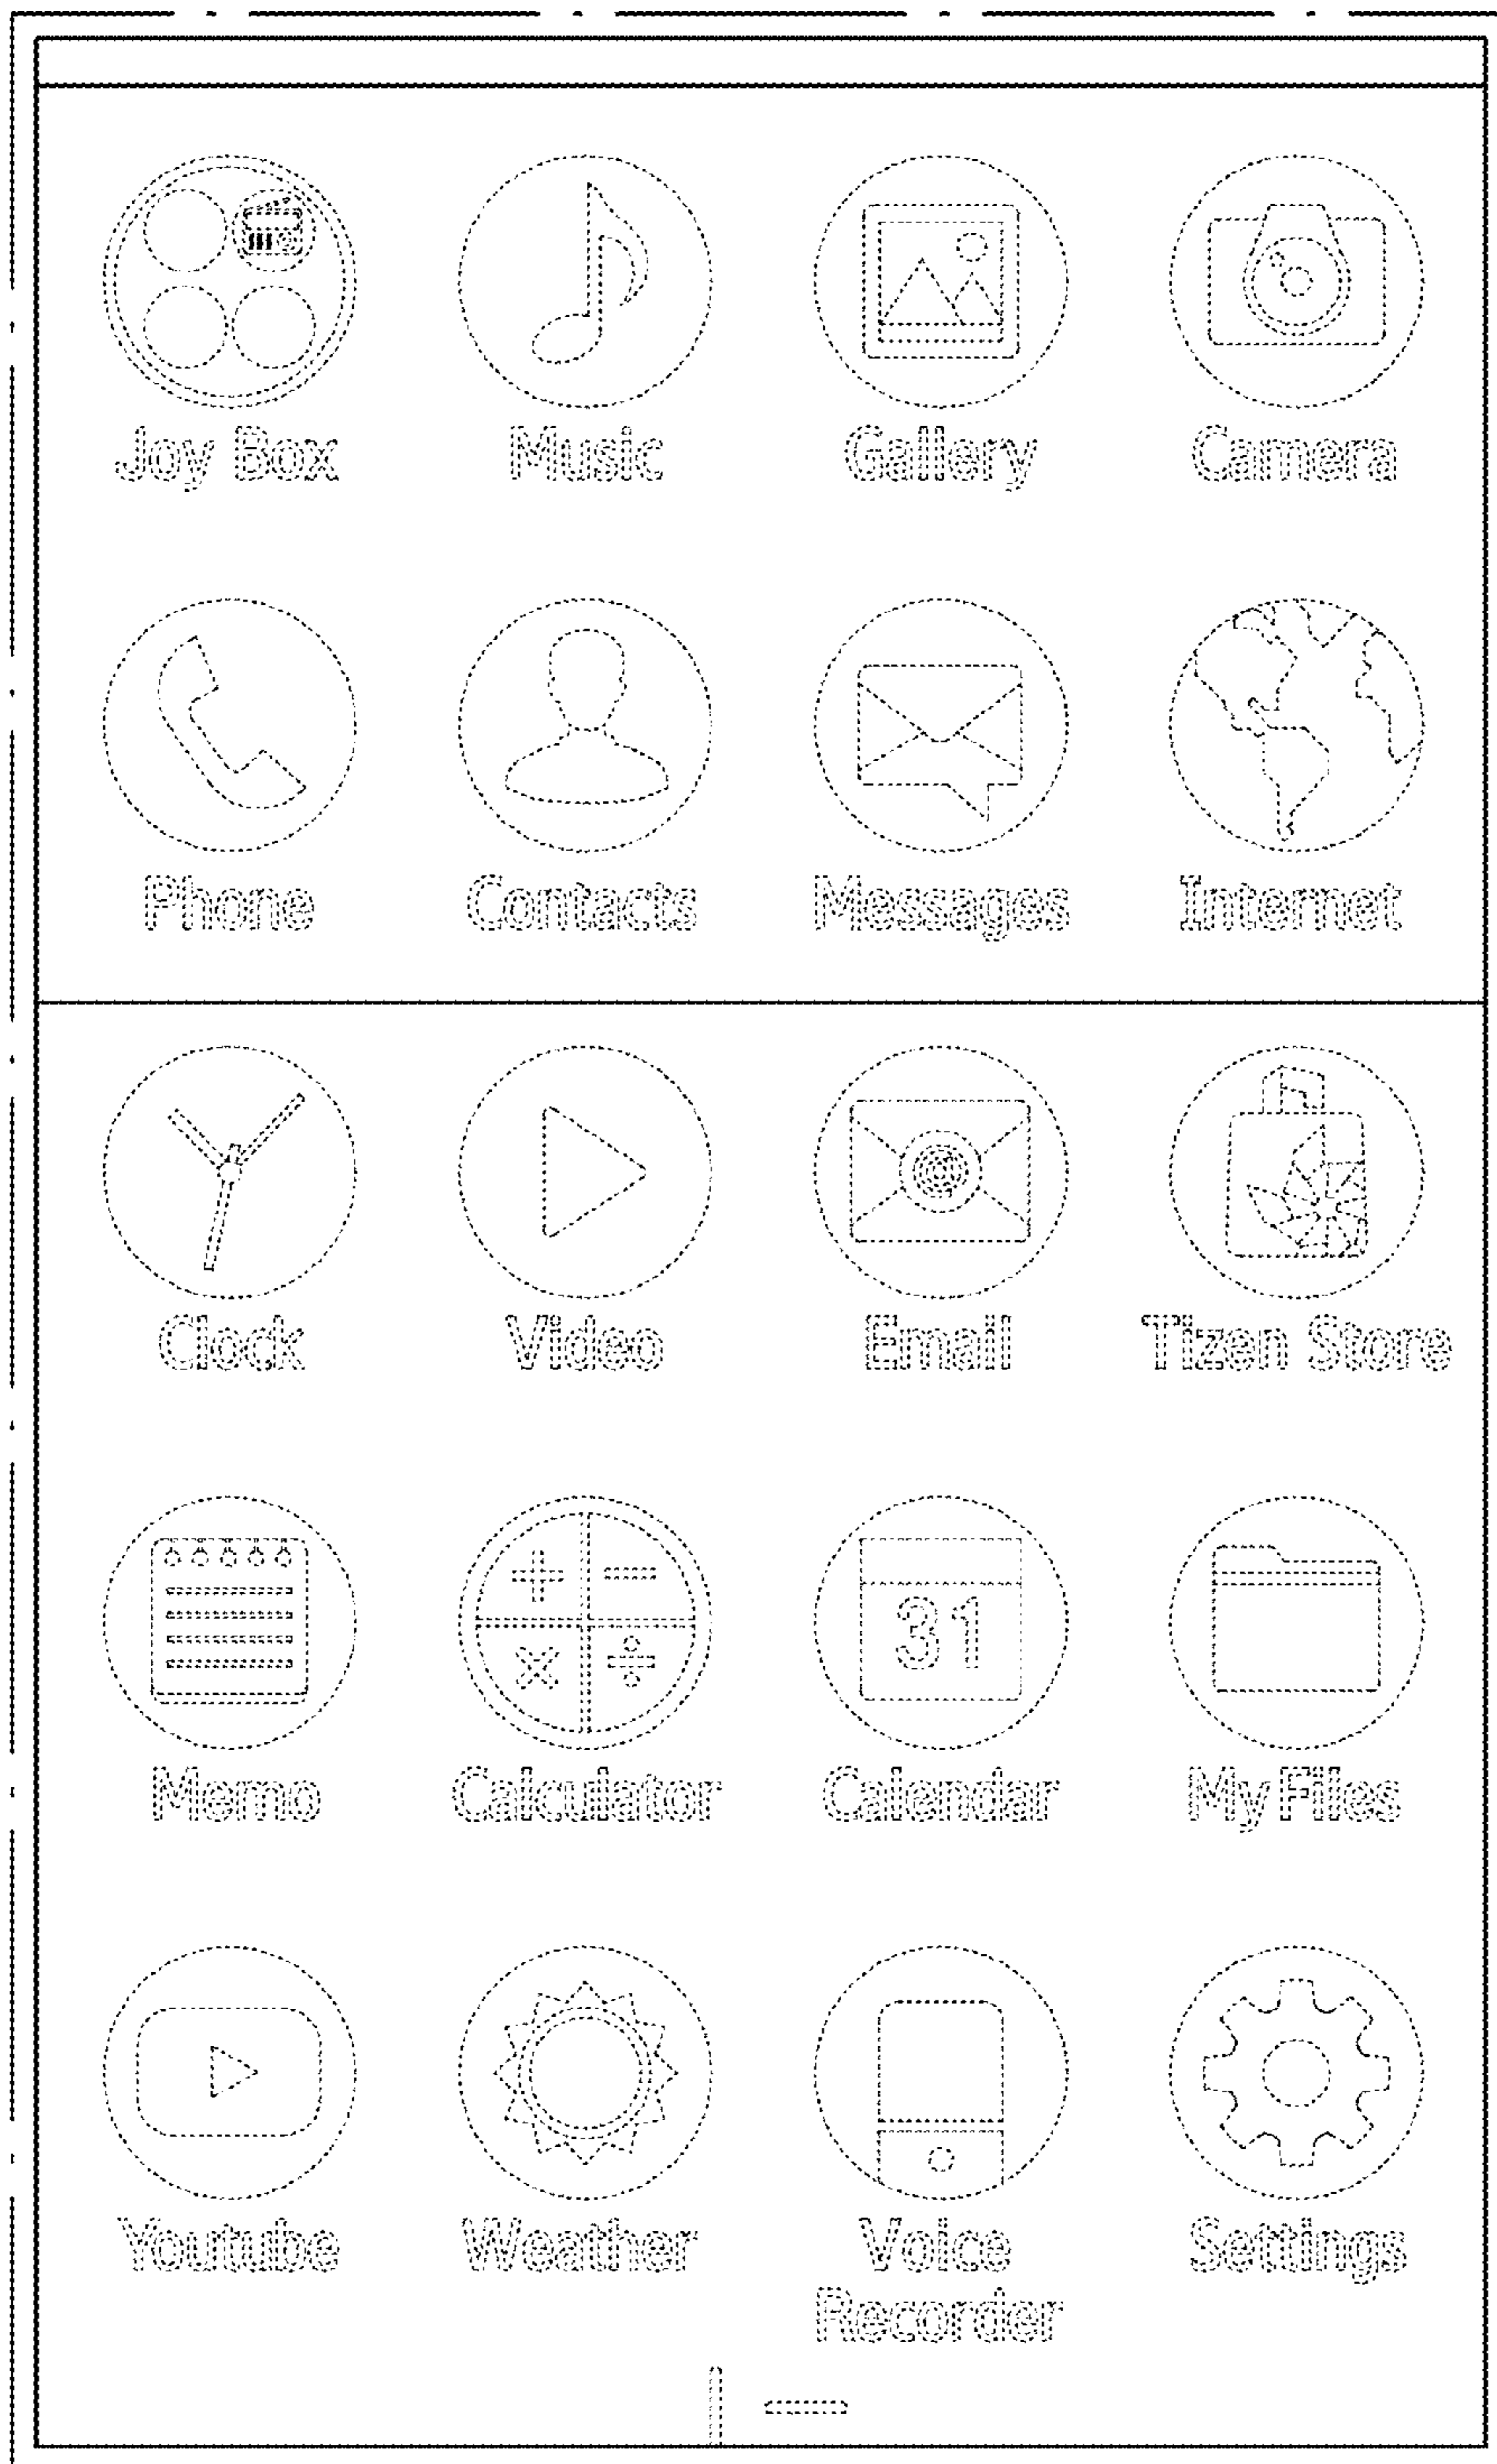 Joy Box Music Gallery Camera
Phone Contacts Messages Internet
Clock Video Email Tizen Store
31
Memo Calculator Calendar My Files
Youtube Weather Voice Settings
Recorder